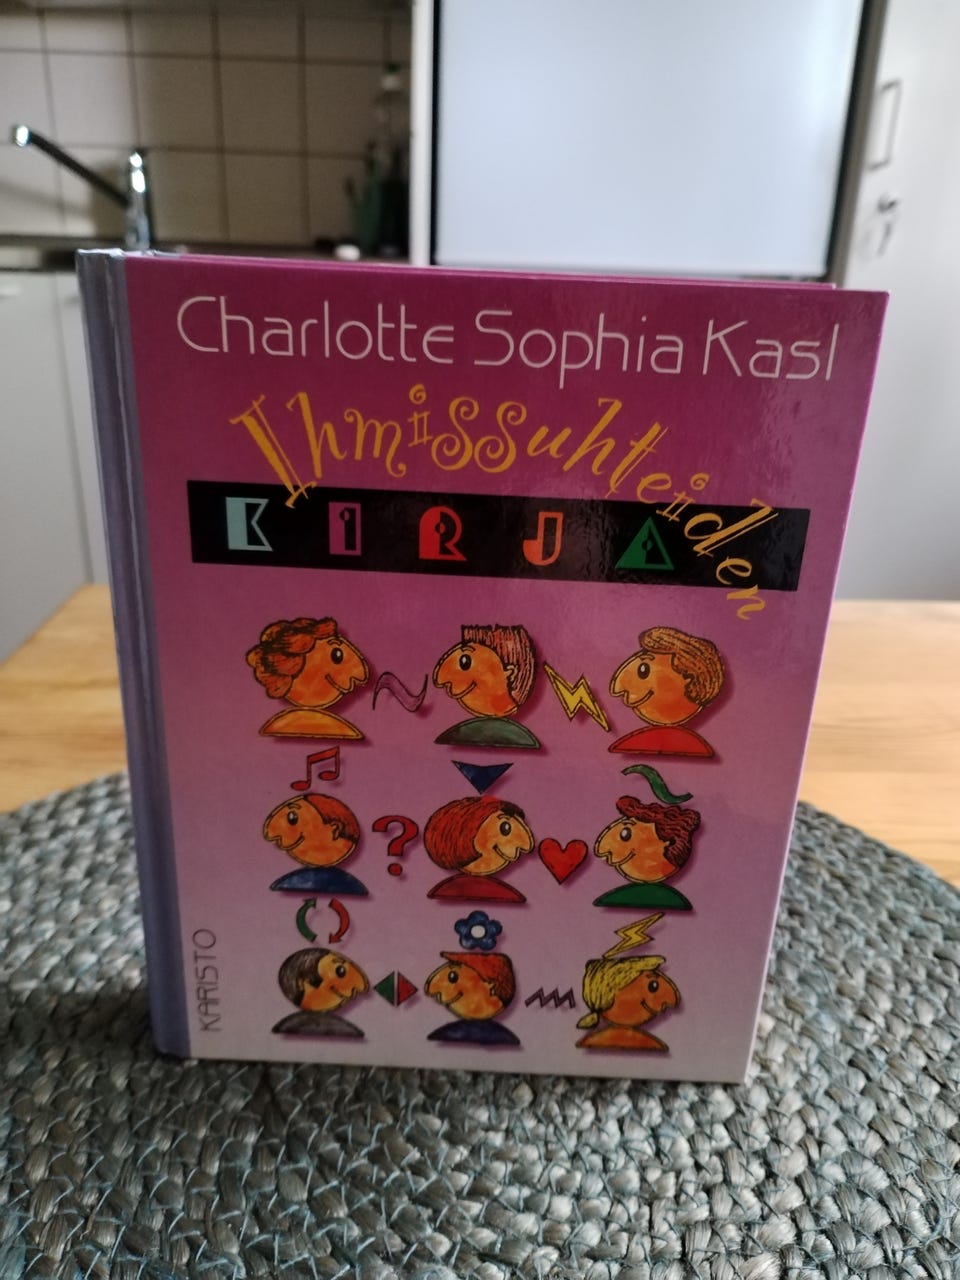 Charlotte Sophia Kasl
Ihmissuhteiden
KIRJA
?
KARISTO